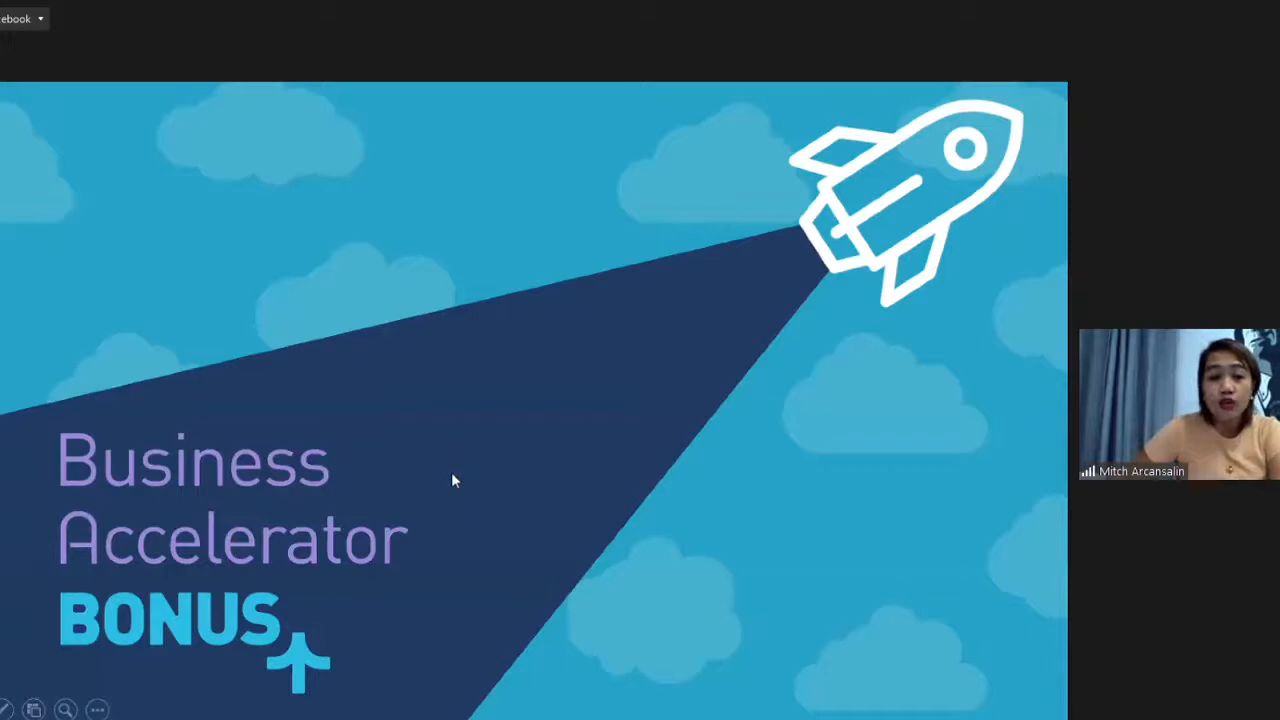 ebook
Business
Accelerator
BONUS
Mitch Arcansalin